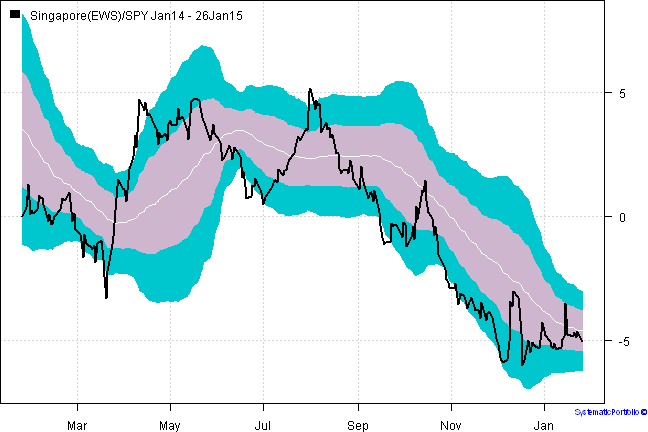 Singapore(EWS)/SPY Jan14 - 26Jan15
5
0
-5
Mar May Jul Sep Nov Jan
SystematicPortfolio ©